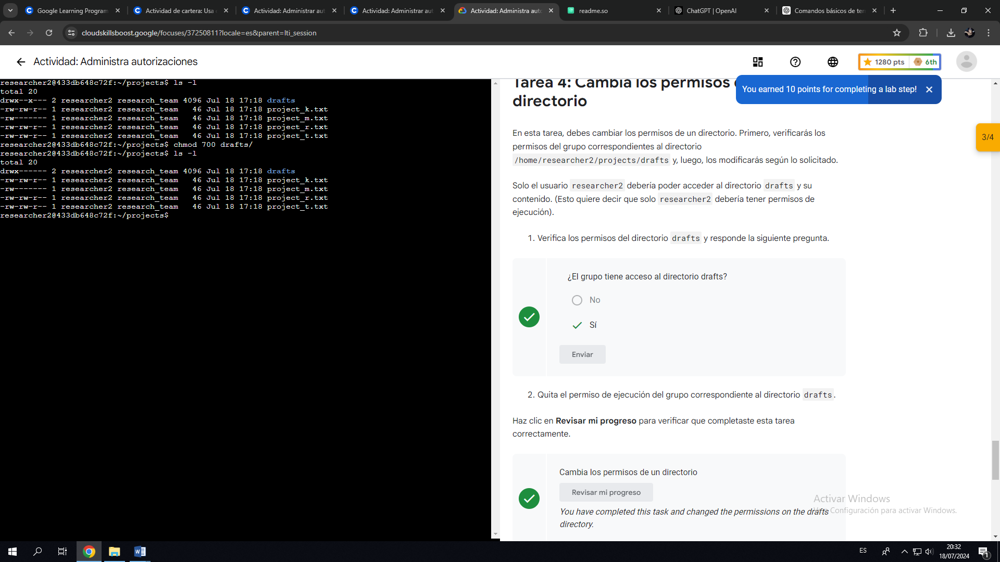 Google Learning Program
Actividad de cartera: Usa
Actividad: Administrar aut
Actividad: Administrar aut
Actividad: Administra auto
readme.so
ChatGPT | OpenAI
Comandos básicos de ter
cloudskillsboost.google/focuses/37250811?locale=es&parent=lti_session
Actividad: Administra autorizaciones
1280 pts
6th
researcher2@433db648c72f:~/projects$ ls -l
total 20
drwx--x--- 2 researcher2 research_team 4096 Jul 18 17:18 drafts
-rw-rw-r-- 1 researcher2 research_team   46 Jul 18 17:18 project_k.txt
-rw------- 1 researcher2 research_team   46 Jul 18 17:18 project_m.txt
-rw-rw-r-- 1 researcher2 research_team   46 Jul 18 17:18 project_r.txt
-rw-rw-r-- 1 researcher2 research_team   46 Jul 18 17:18 project_t.txt
researcher2@433db648c72f:~/projects$ chmod 700 drafts/
researcher2@433db648c72f:~/projects$ ls -l
total 20
drwx------ 2 researcher2 research_team 4096 Jul 18 17:18 drafts
-rw-rw-r-- 1 researcher2 research_team   46 Jul 18 17:18 project_k.txt
-rw------- 1 researcher2 research_team   46 Jul 18 17:18 project_m.txt
-rw-rw-r-- 1 researcher2 research_team   46 Jul 18 17:18 project_r.txt
-rw-rw-r-- 1 researcher2 research_team   46 Jul 18 17:18 project_t.txt
researcher2@433db648c72f:~/projects$
Tarea 4: Cambia los permisos
directorio
You earned 10 points for completing a lab step!
3/4
En esta tarea, debes cambiar los permisos de un directorio. Primero, verificarás los
permisos del grupo correspondientes al directorio
/home/researcher2/projects/drafts y, luego, los modificarás según lo solicitado.
Solo el usuario researcher2 debería poder acceder al directorio drafts y su
contenido. (Esto quiere decir que solo researcher2 debería tener permisos de
ejecución).
1. Verifica los permisos del directorio drafts y responde la siguiente pregunta.
¿El grupo tiene acceso al directorio drafts?
No
Sí
Enviar
2. Quita el permiso de ejecución del grupo correspondiente al directorio drafts.
Haz clic en Revisar mi progreso para verificar que completaste esta tarea
correctamente.
Cambia los permisos de un directorio
Revisar mi progreso
You have completed this task and changed the permissions on the drafts
directory.
Activar Windows
Configuración para activar Windows.
ES
20:32
18/07/2024
1